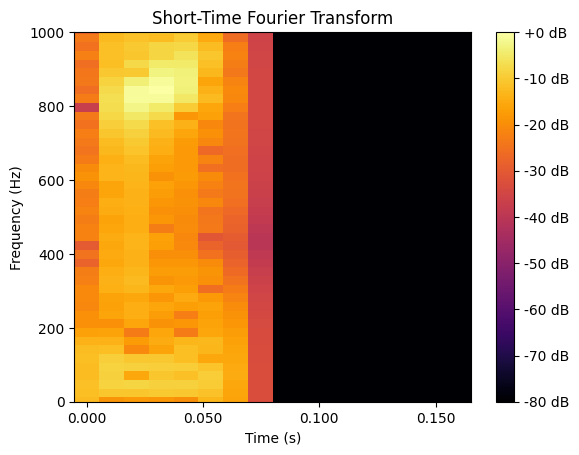 Short-Time Fourier Transform
Frequency (Hz)
1000
800
600
400
200
0
0.000
0.050
0.100
0.150
Time (s)
+0 dB
-10 dB
-20 dB
-30 dB
-40 dB
-50 dB
-60 dB
-70 dB
-80 dB